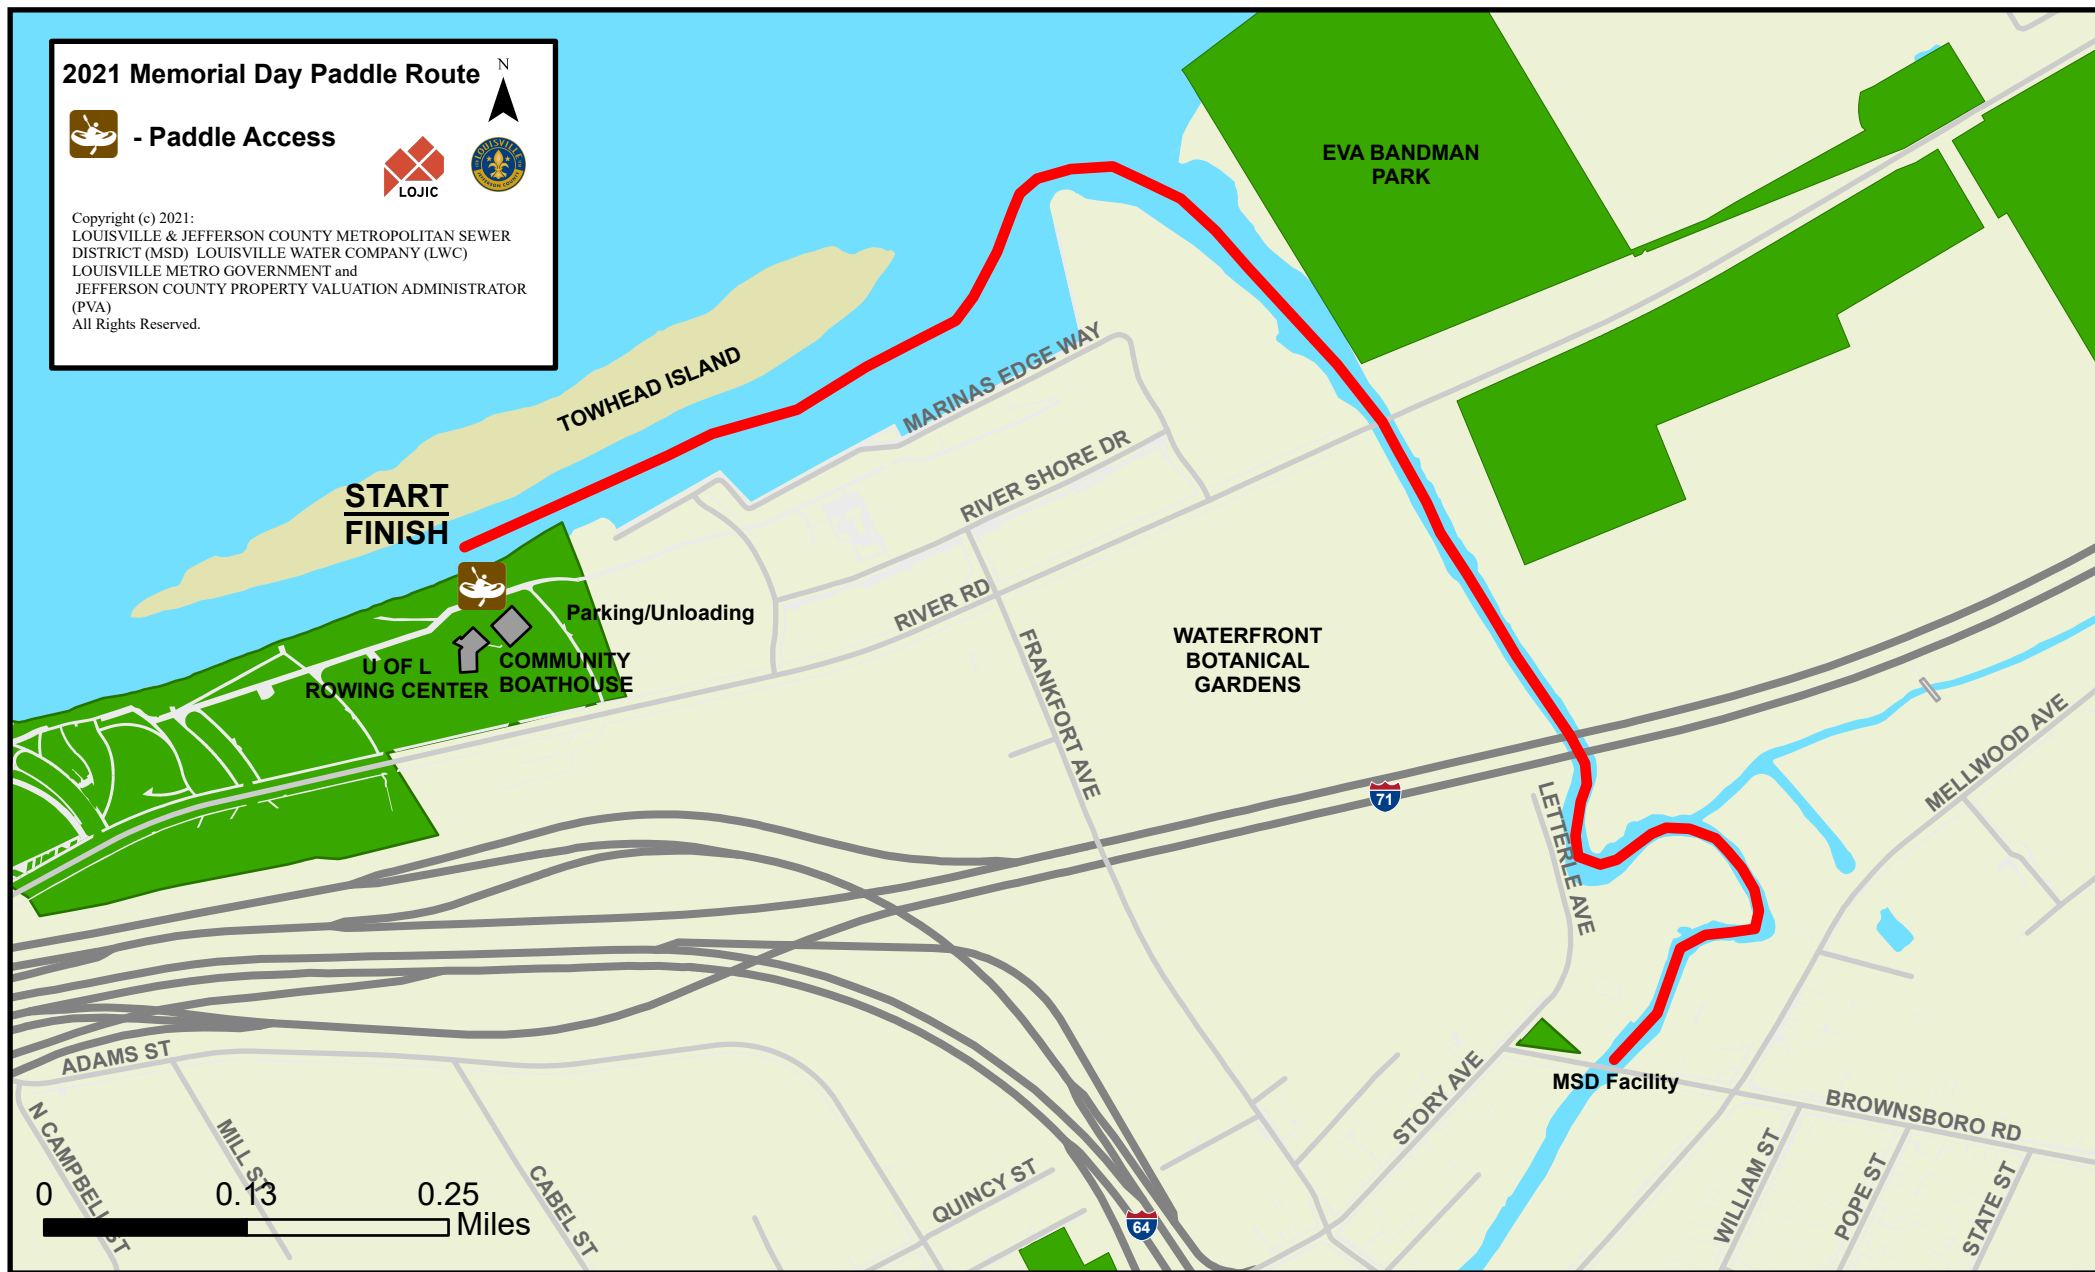 2021 Memorial Day Paddle Route
N
- Paddle Access
LOJIC
LOUISVILLE
JEFFERSON COUNTY
Copyright (c) 2021:
LOUISVILLE & JEFFERSON COUNTY METROPOLITAN SEWER
DISTRICT (MSD) LOUISVILLE WATER COMPANY (LWC)
LOUISVILLE METRO GOVERNMENT and
JEFFERSON COUNTY PROPERTY VALUATION ADMINISTRATOR
(PVA)
All Rights Reserved.
EVA BANDMAN
PARK
TOWHEAD ISLAND
MARINAS EDGE WAY
RIVER SHORE DR
START
FINISH
RIVER RD
Parking/Unloading
U OF L
ROWING CENTER
COMMUNITY
BOATHOUSE
WATERFRONT
BOTANICAL
GARDENS
FRANKFORT AVE
71
LETTERLE AVE
MELLWOOD AVE
ADAMS ST
N CAMPBELL ST
MILL ST
CABEL ST
QUINCY ST
64
STORY AVE
MSD Facility
BROWNSBORO RD
WILLIAM ST
POPE ST
STATE ST
0 0.13 0.25
Miles